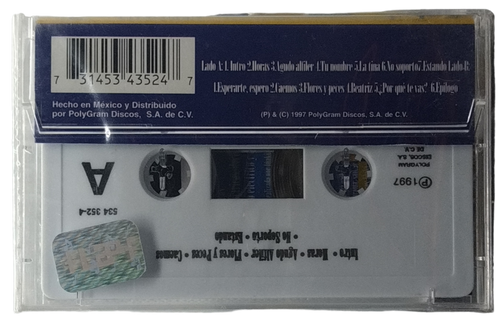 Lado A: 1. Intro 2.Horas 3.Agudo alfiler 4.Tu nombre 5.La tina 6.No soporto 7.Estando Lado B:
1.Esperarte, espero 2.Caemos 3.Flores y peces 4.Beatriz 5.¿Por qué te vas? 6.Epílogo
7 31453 43524 7
Hecho en México y Distribuido
por PolyGram Discos, S.A. de C.V.
(P) & (C) 1997 PolyGram Discos, S.A. de C.V.
A
534 352-4
POLYGRAM
DISCOS, S.A.
DE C.V.
℗ 1997
Intro • Horas • Agudo Alfiler • Flores y Peces • Caemos
• No Soporto • Estando